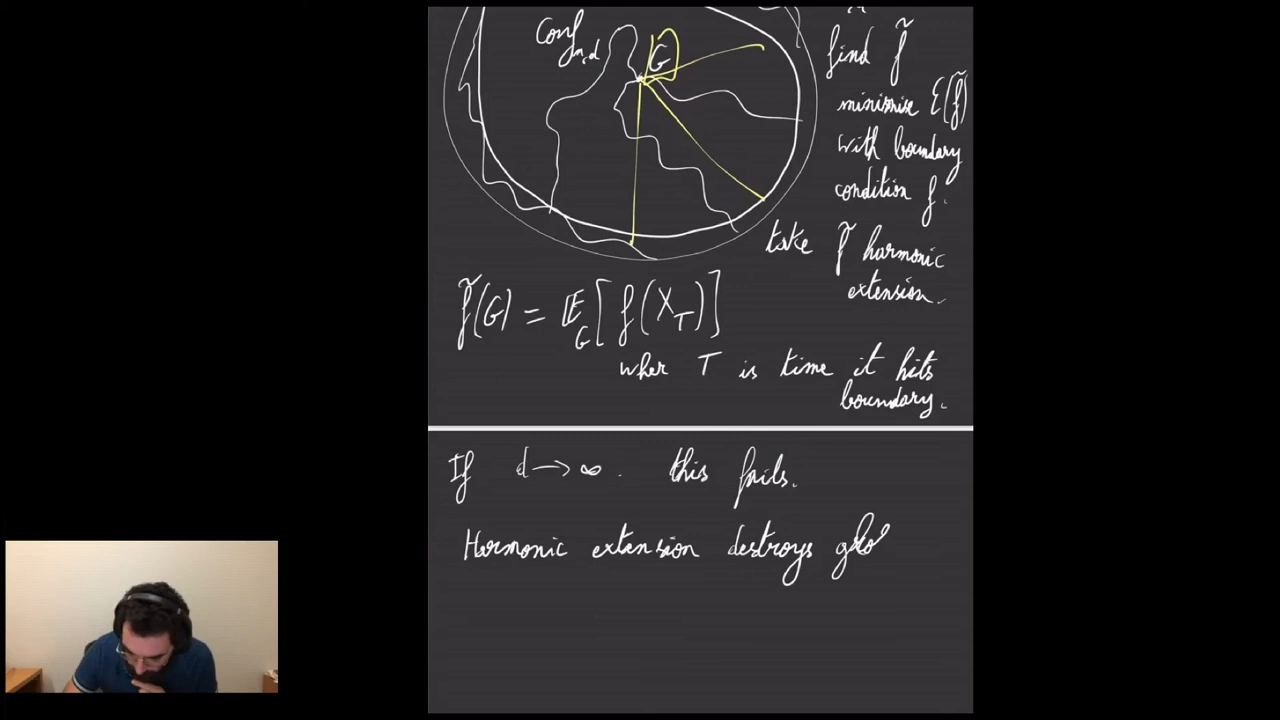 Conf n,d
G
find f̃
minimise Ɛ(f̃)
with boundary
condition f.
take f̃ harmonic
extension.
f̃(G) = 𝔼_G [ f(X_T) ]
wher T is time it hits
boundary.
If d → ∞. this fails.
Harmonic extension destroys glo